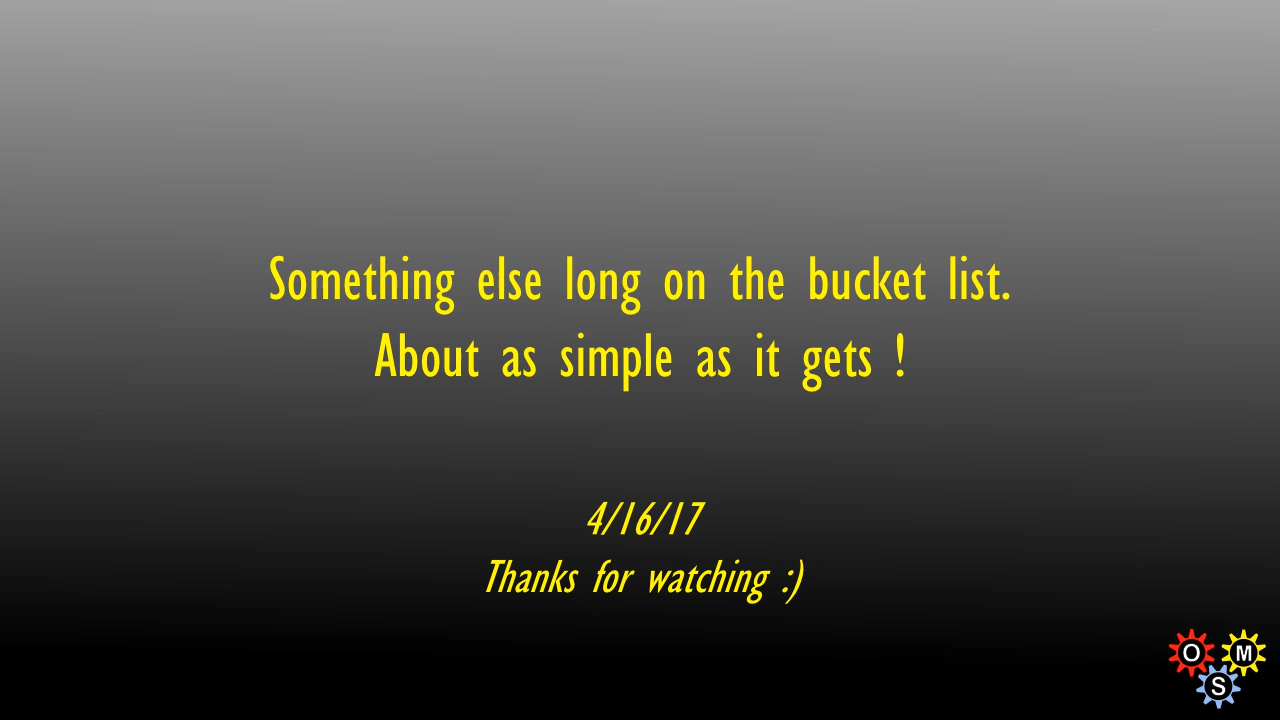 Something else long on the bucket list.
About as simple as it gets !
4/16/17
Thanks for watching :)
O M
S